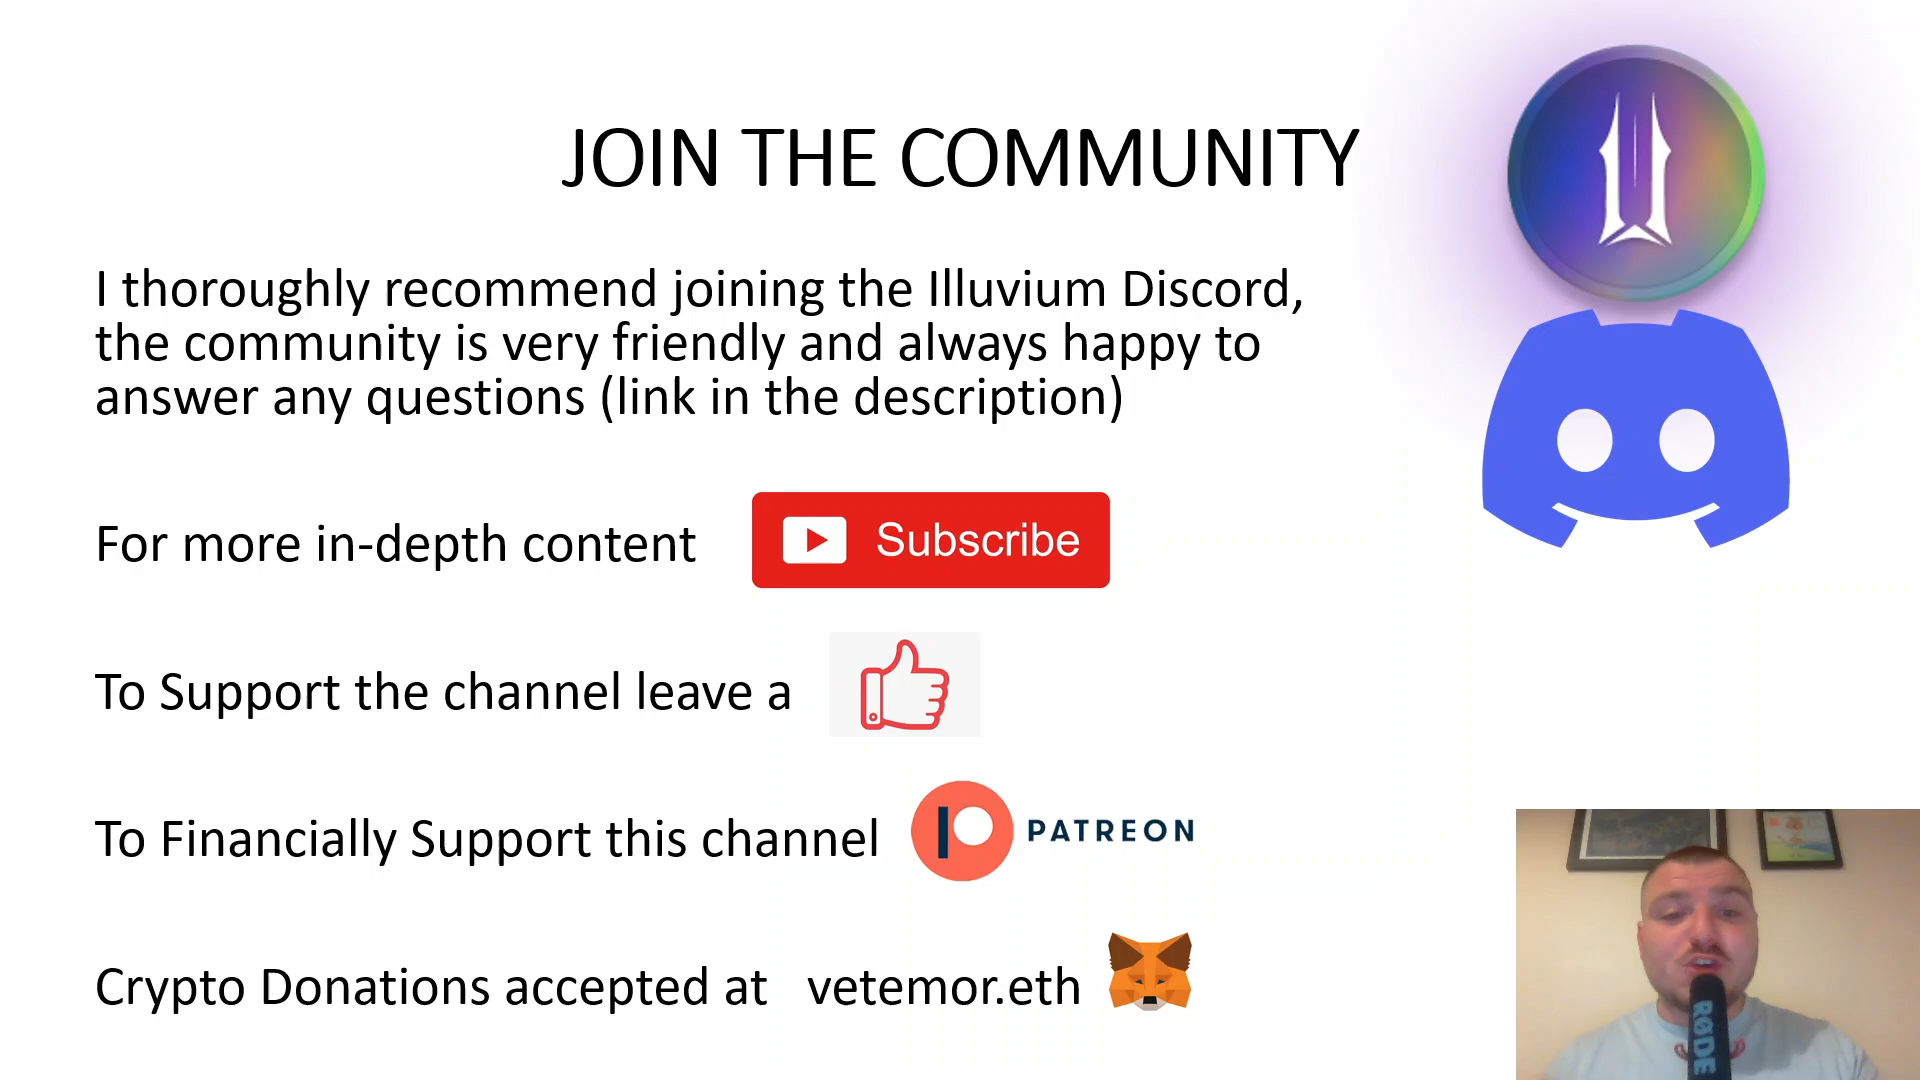 JOIN THE COMMUNITY
I thoroughly recommend joining the Illuvium Discord,
the community is very friendly and always happy to
answer any questions (link in the description)
For more in-depth content
Subscribe
To Support the channel leave a
To Financially Support this channel
PATREON
Crypto Donations accepted at vetemor.eth
RØDE